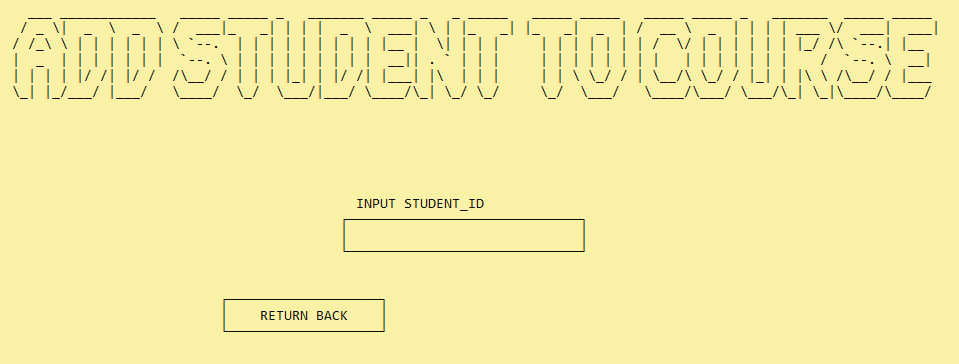 ADD STUDENT TO COURSE
INPUT STUDENT_ID
RETURN BACK